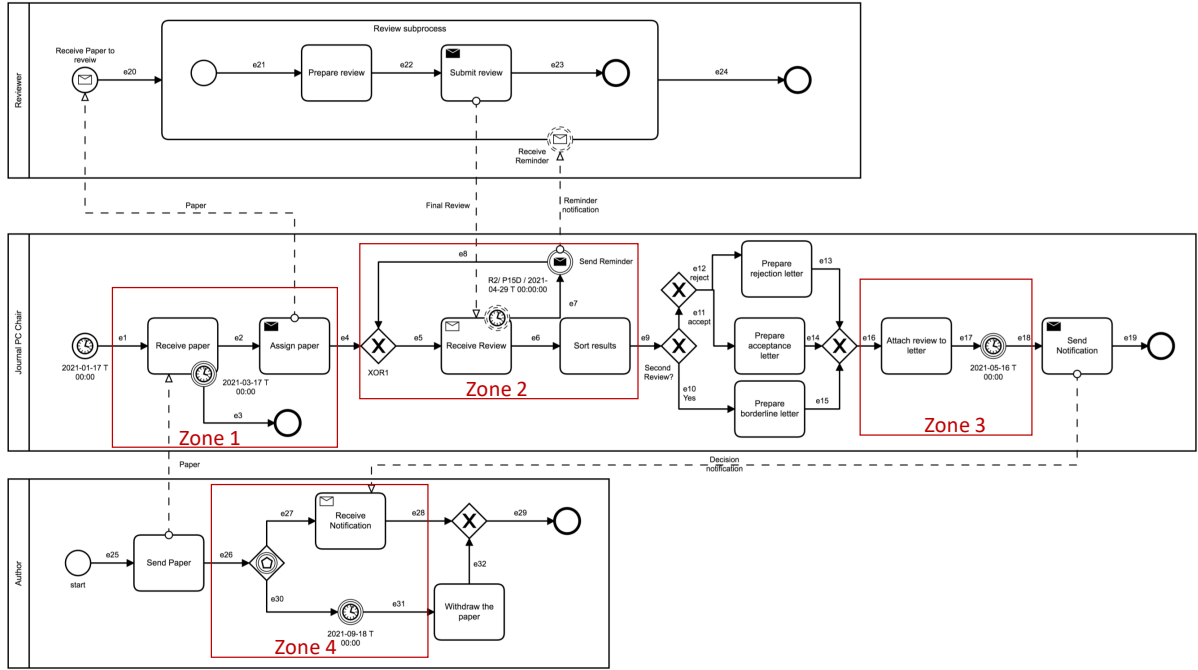 Reviewer
Review subprocess
Receive Paper to
reveiw
e20
e21
Prepare review
e22
Submit review
e23
e24
Receive
Reminder
Paper
Final Review
Reminder
notification
Journal PC Chair
2021-01-17 T
00:00
e1
Receive paper
e2
Assign paper
e4
2021-03-17 T
00:00
e3
Zone 1
e8
Send Reminder
R2/ P15D / 2021-
04-29 T 00:00:00
e7
XOR1
e5
Receive Review
e6
Sort results
e9
Zone 2
e12
reject
e11
accept
Second
Review?
e10
Yes
Prepare
rejection letter
e13
Prepare
acceptance
letter
e14
Prepare
borderline letter
e15
e16
Attach review to
letter
e17
2021-05-16 T
00:00
e18
Zone 3
Send
Notification
e19
Paper
Decision
notification
Author
start
e25
Send Paper
e26
e27
Receive
Notification
e28
e29
e30
2021-09-18 T
00:00
e31
e32
Withdraw the
paper
Zone 4